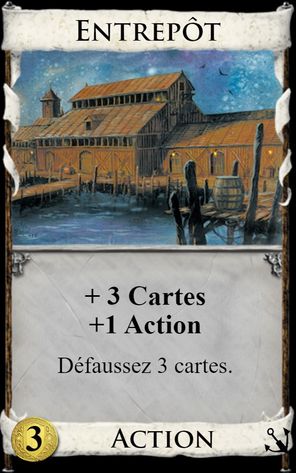 Entrepôt
+ 3 Cartes
+1 Action
Défaussez 3 cartes.
3
Action